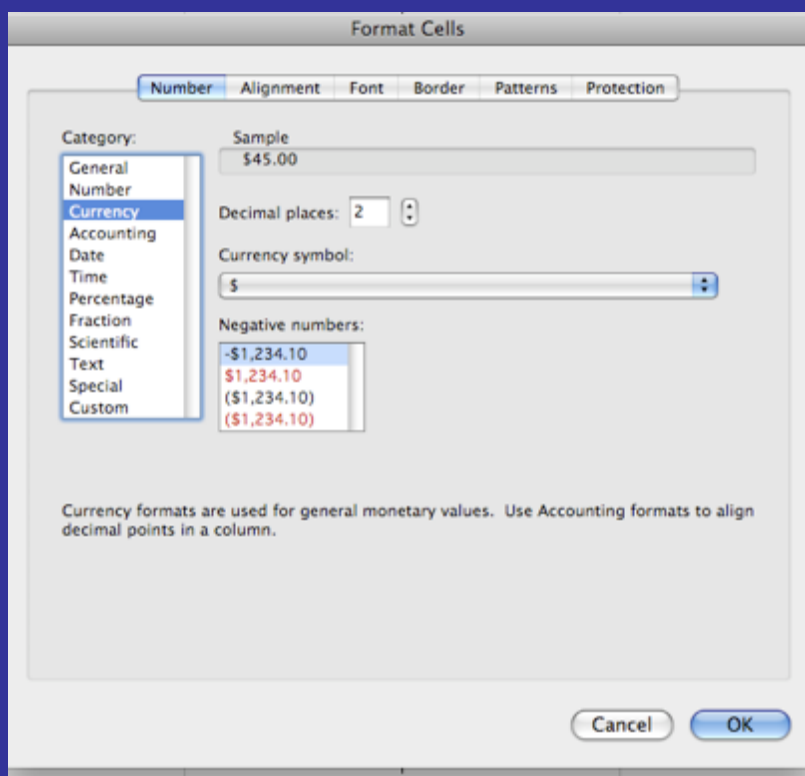 Format Cells
Number Alignment Font Border Patterns Protection
Category:
General
Number
Currency
Accounting
Date
Time
Percentage
Fraction
Scientific
Text
Special
Custom
Sample
$45.00
Decimal places: 2
Currency symbol:
$
Negative numbers:
-$1,234.10
$1,234.10
($1,234.10)
($1,234.10)
Currency formats are used for general monetary values. Use Accounting formats to align
decimal points in a column.
Cancel OK